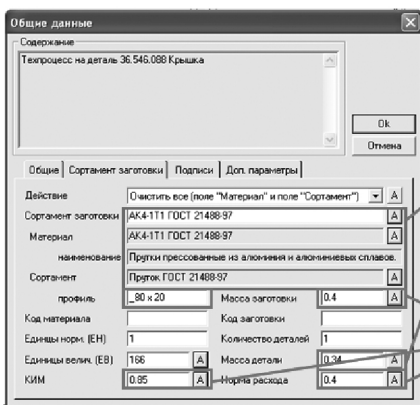 Общие данные
Содержание
Техпроцесс на деталь 36.546.088 Крышка
Ok
Отмена
Общие Сортамент заготовки Подписи Доп. параметры
Действие Очистить все (поле "Материал" и поле "Сортамент") А
Сортамент заготовки АК4-1Т1 ГОСТ 21488-97 А
Материал АК4-1Т1 ГОСТ 21488-97 А
наименование Прутки прессованные из алюминия и алюминиевых сплавов.
Сортамент Пруток ГОСТ 21488-97 А
профиль _80 x 20 Масса заготовки 0.4 А
Код материала Код заготовки
Единцы норм. (ЕН) 1 Количество деталей 1
Единицы велич. (ЕВ) 166 А Масса детали 0.34 А
КИМ 0.85 А Норма расхода 0.4 А